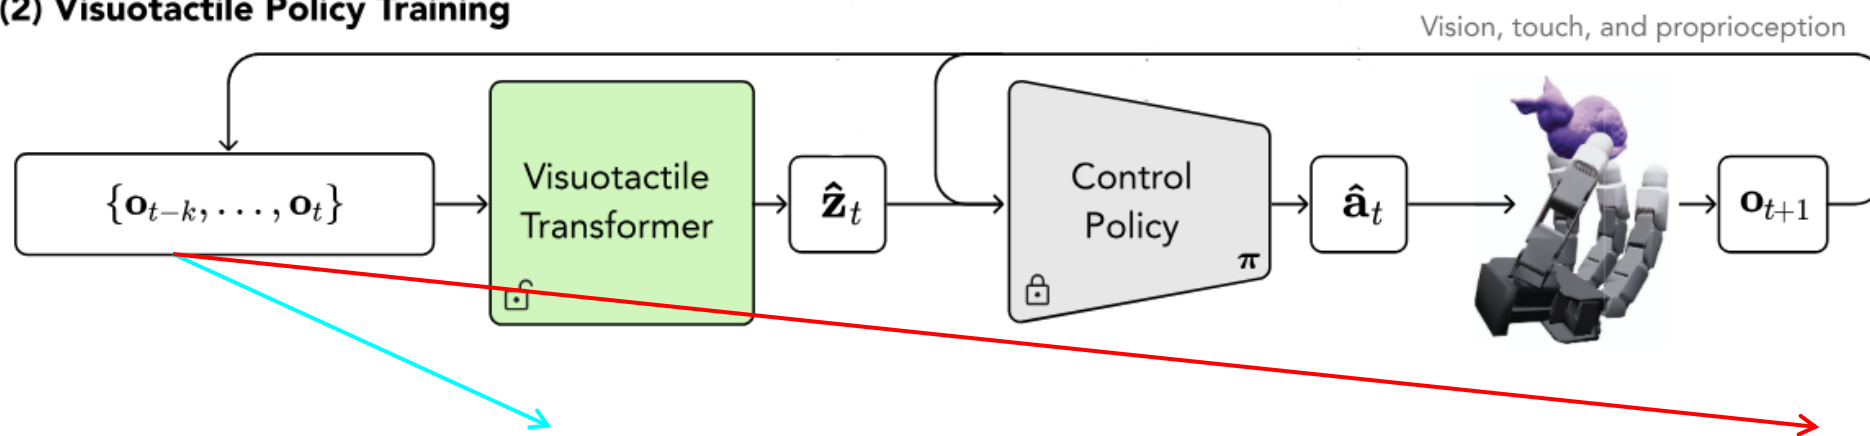 (2) Visuotactile Policy Training
Vision, touch, and proprioception
{o_{t−k}, . . . , o_t}
Visuotactile
Transformer
ẑ_t
Control
Policy
π
â_t
o_{t+1}